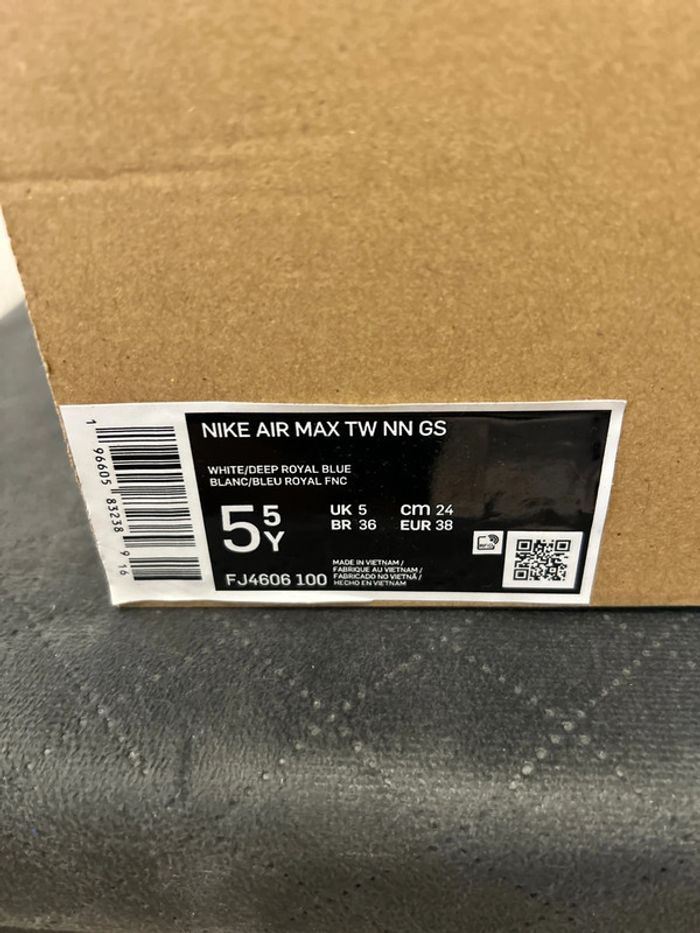 NIKE AIR MAX TW NN GS
WHITE/DEEP ROYAL BLUE
BLANC/BLEU ROYAL FNC
5 5 Y
UK 5
BR 36
cm 24
EUR 38
FJ4606 100
MADE IN VIETNAM /
FABRIQUE AU VIETNAM /
FABRICADO NO VIETNÃ /
HECHO EN VIETNAM
1 96605 83238 9 16